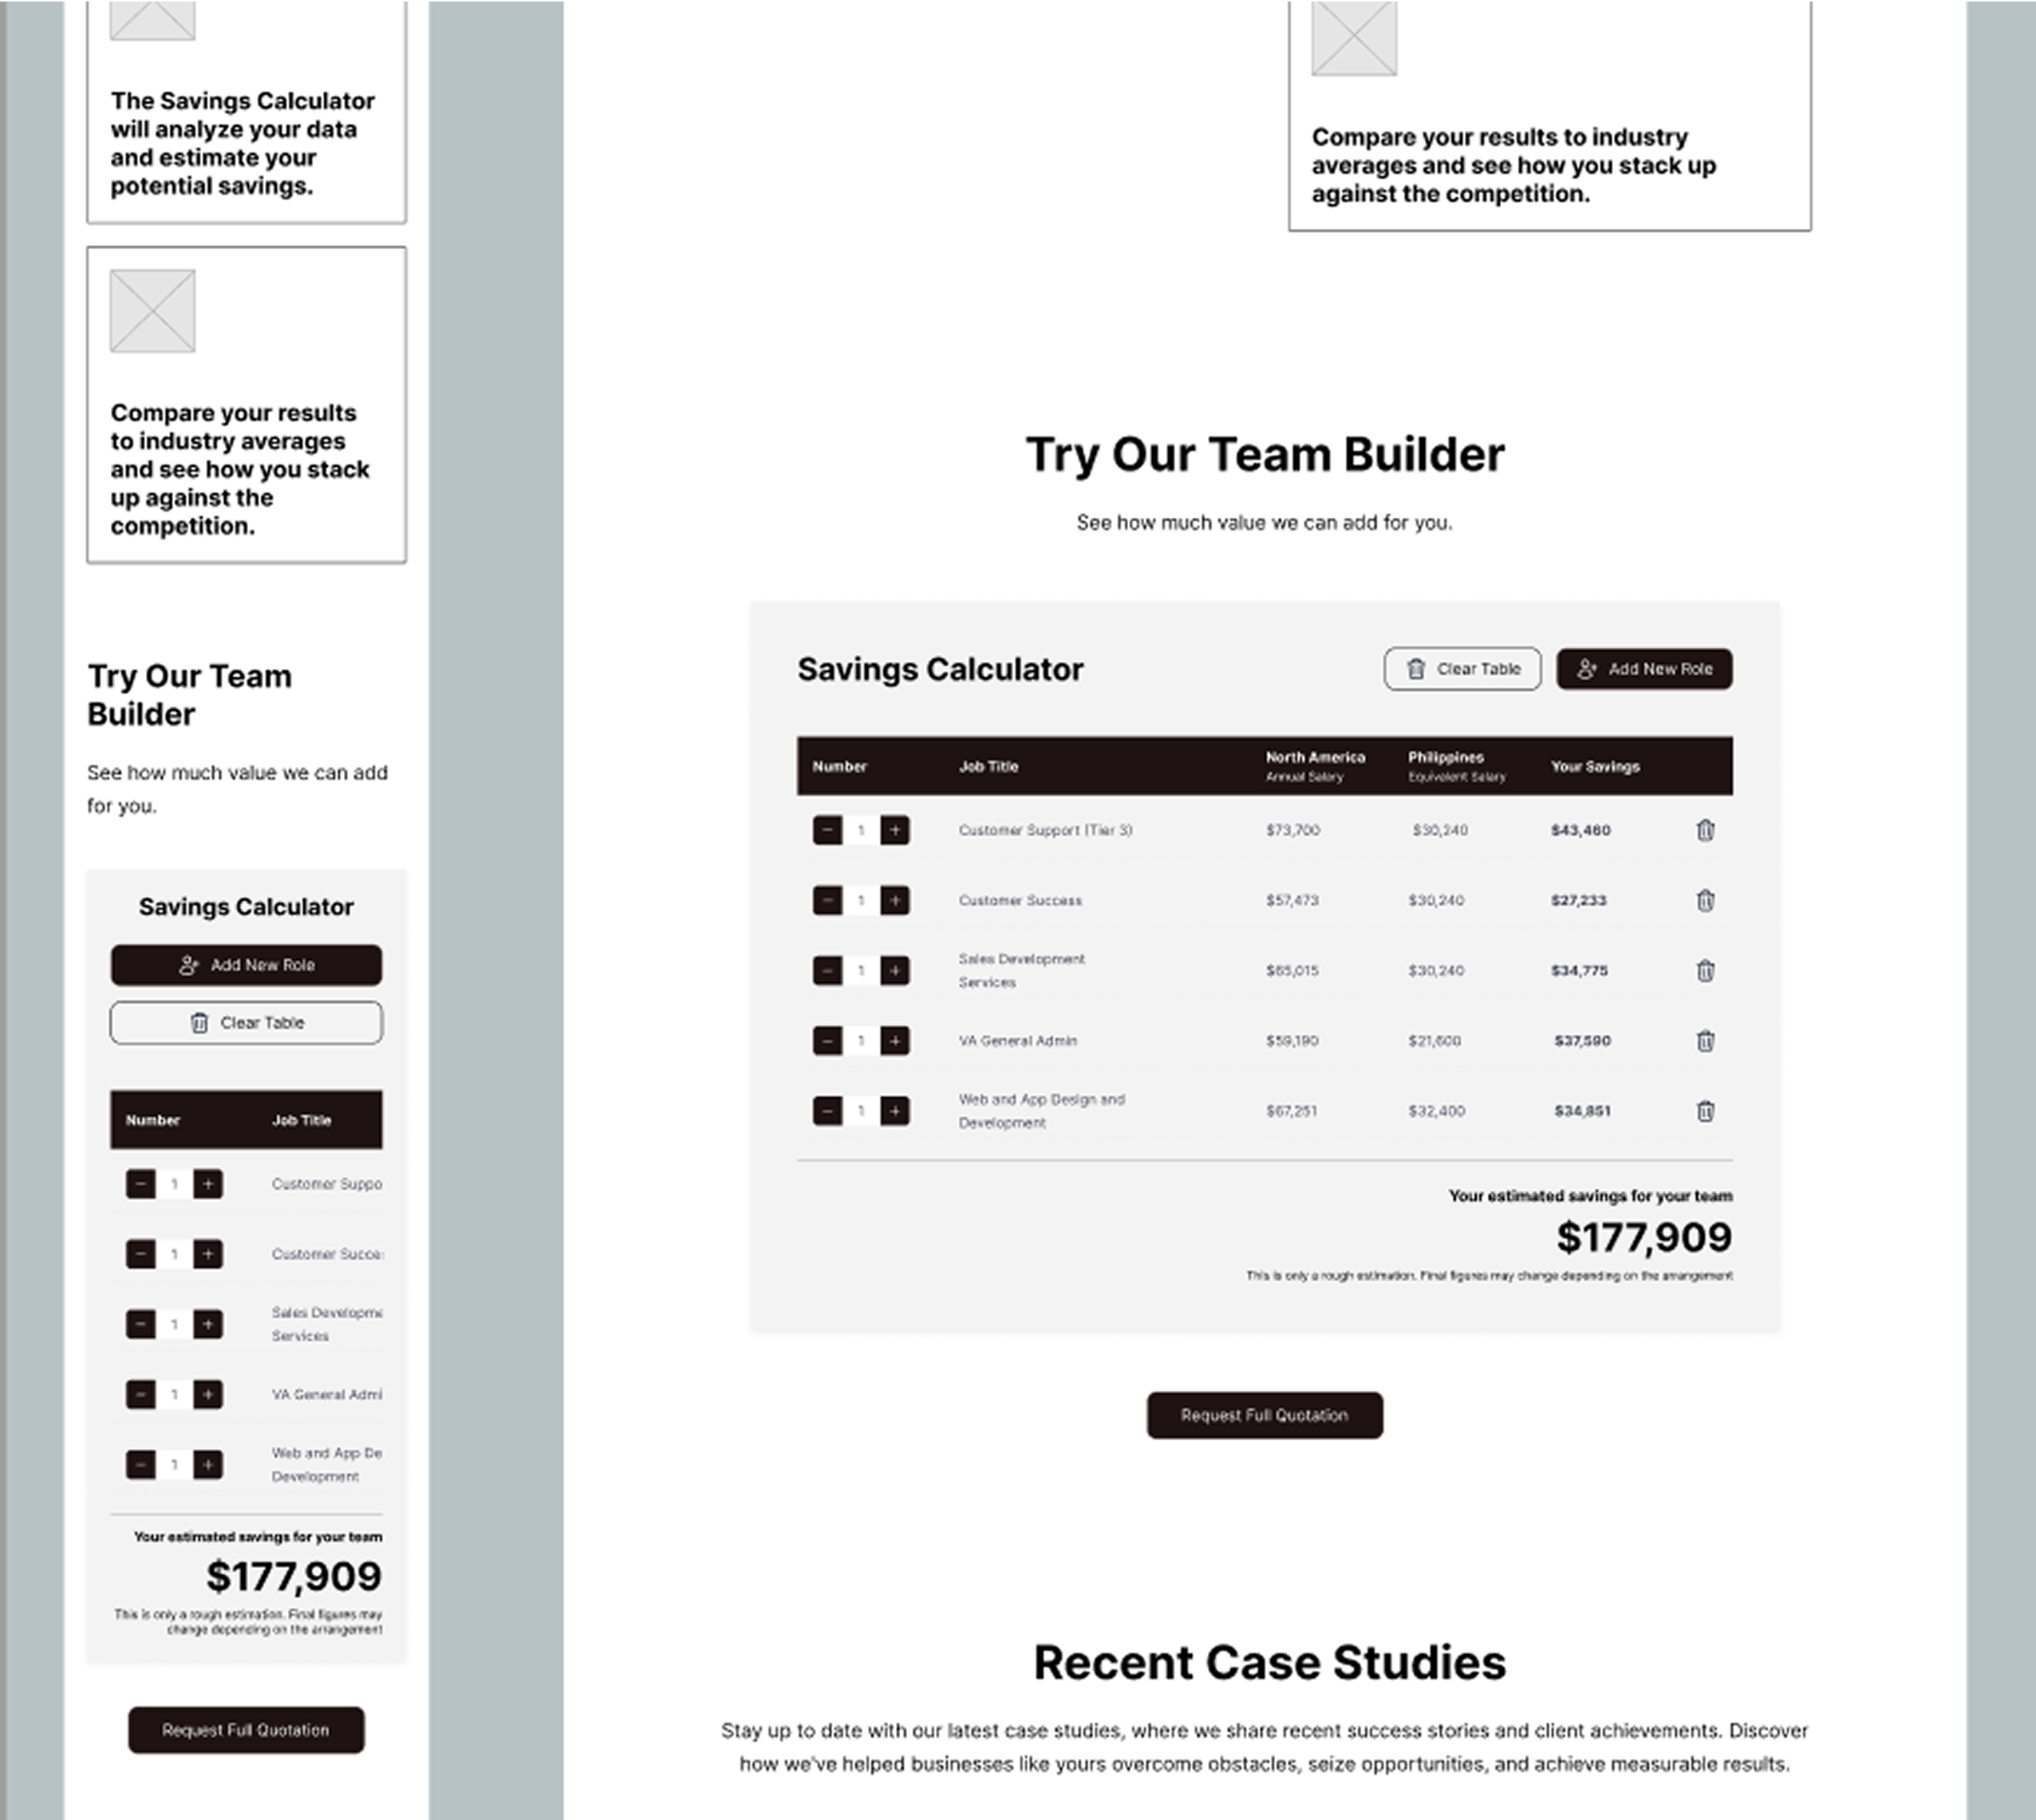 The Savings Calculator
will analyze your data
and estimate your
potential savings.
Compare your results
to industry averages
and see how you stack
up against the
competition.
Try Our Team
Builder
See how much value we can add
for you.
Savings Calculator
Add New Role
Clear Table
Number Job Title
1 Customer Suppo
1 Customer Succe
1 Sales Developme
Services
1 VA General Admi
1 Web and App De
Development
Your estimated savings for your team
$177,909
This is only a rough estimation. Final figures may
change depending on the arrangement
Request Full Quotation
Compare your results to industry
averages and see how you stack up
against the competition.
Try Our Team Builder
See how much value we can add for you.
Savings Calculator
Clear Table
Add New Role
Number Job Title North America Philippines Your Savings
Annual Salary Equivalent Salary
1 Customer Support (Tier 3) $73,700 $30,240 $43,460
1 Customer Success $57,473 $30,240 $27,233
1 Sales Development $65,015 $30,240 $34,775
Services
1 VA General Admin $59,190 $21,600 $37,590
1 Web and App Design and $67,251 $32,400 $34,851
Development
Your estimated savings for your team
$177,909
This is only a rough estimation. Final figures may change depending on the arrangement
Request Full Quotation
Recent Case Studies
Stay up to date with our latest case studies, where we share recent success stories and client achievements. Discover
how we've helped businesses like yours overcome obstacles, seize opportunities, and achieve measurable results.